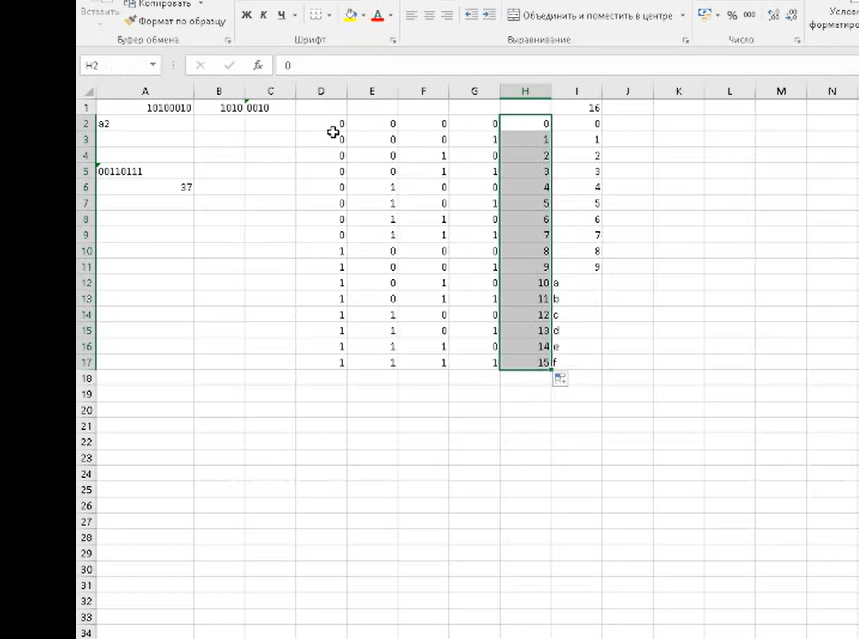 Вставить Копировать Формат по образцу
Ж К Ч А Объединить и поместить в центре % 000
Буфер обмена Шрифт Выравнивание Число
H2 fx 0
A B C D E F G H I J K L M N
1 10100010 1010 0010 16
2 a2 0 0 0 0 0 0
3 0 0 0 1 1 1
4 0 0 1 0 2 2
5 00110111 0 0 1 1 3 3
6 37 0 1 0 0 4 4
7 0 1 0 1 5 5
8 0 1 1 0 6 6
9 0 1 1 1 7 7
10 1 0 0 0 8 8
11 1 0 0 1 9 9
12 1 0 1 0 10 a
13 1 0 1 1 11 b
14 1 1 0 0 12 c
15 1 1 0 1 13 d
16 1 1 1 0 14 e
17 1 1 1 1 15 f
18
19
20
21
22
23
24
25
26
27
28
29
30
31
32
33
34